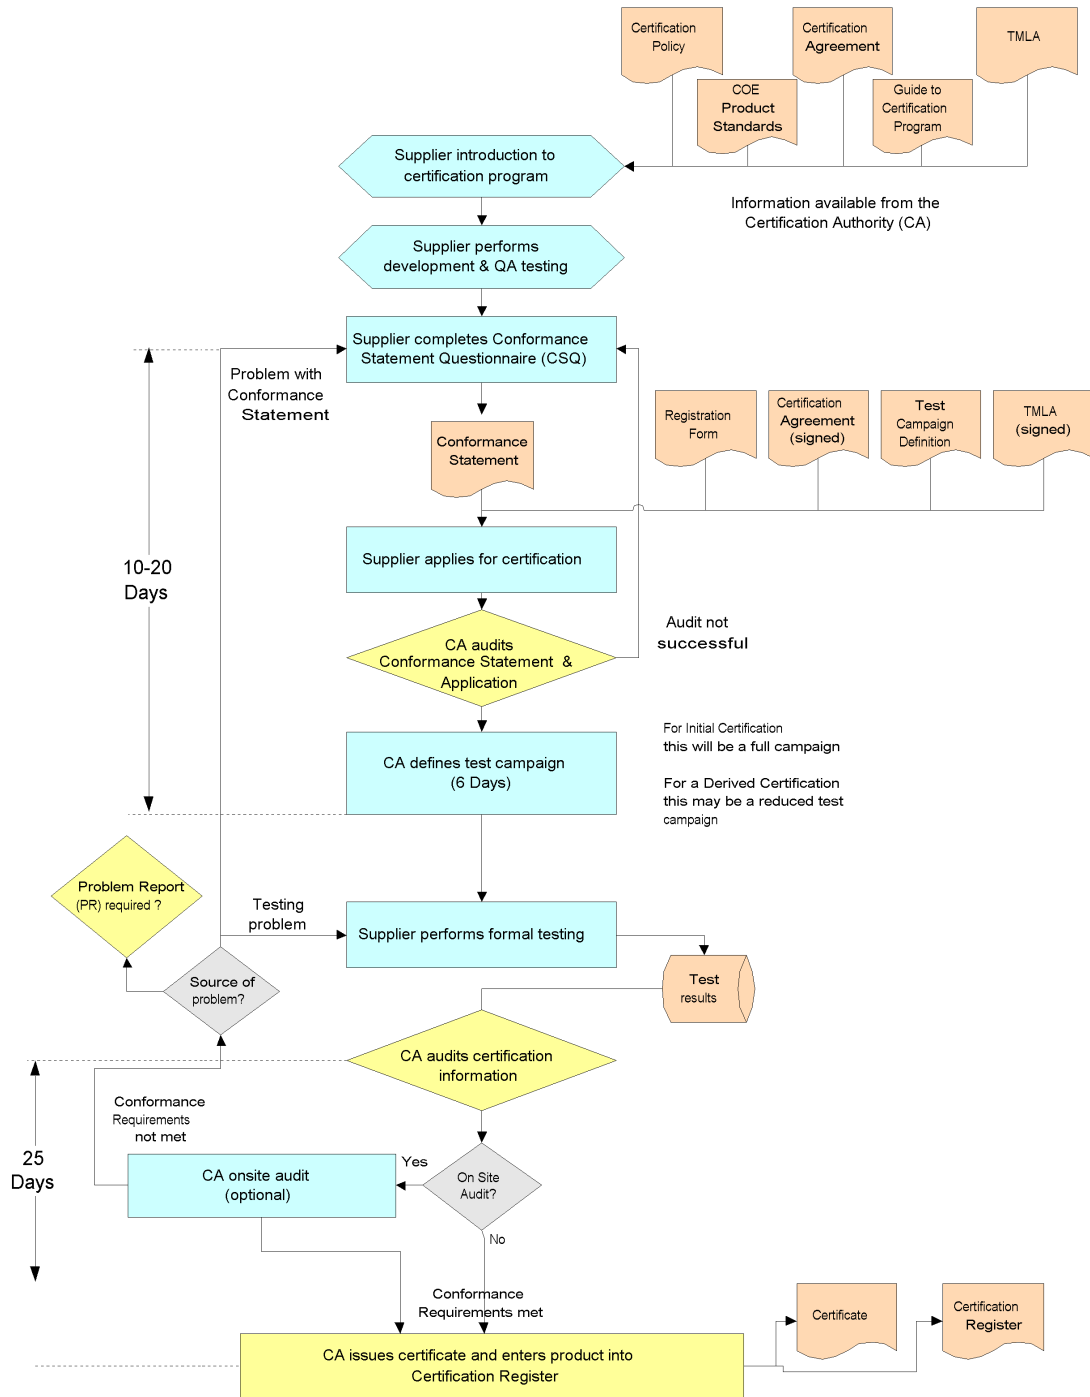 Certification
Policy
Certification
Agreement
TMLA
COE
Product
Standards
Guide to
Certification
Program
Supplier introduction to
certification program
Information available from the
Certification Authority (CA)
Supplier performs
development & QA testing
Supplier completes Conformance
Statement Questionnaire (CSQ)
Problem with
Conformance
Statement
Conformance
Statement
Registration
Form
Certification
Agreement
(signed)
Test
Campaign
Definition
TMLA
(signed)
10-20
Days
Supplier applies for certification
CA audits
Conformance Statement &
Application
Audit not
successful
CA defines test campaign
(6 Days)
For Initial Certification
this will be a full campaign
For a Derived Certification
this may be a reduced test
campaign
Problem Report
(PR) required ?
Testing
problem
Supplier performs formal testing
Source of
problem?
Test
results
CA audits certification
information
Conformance
Requirements
not met
25
Days
Yes
CA onsite audit
(optional)
On Site
Audit?
No
Conformance
Requirements met
Certificate
Certification
Register
CA issues certificate and enters product into
Certification Register